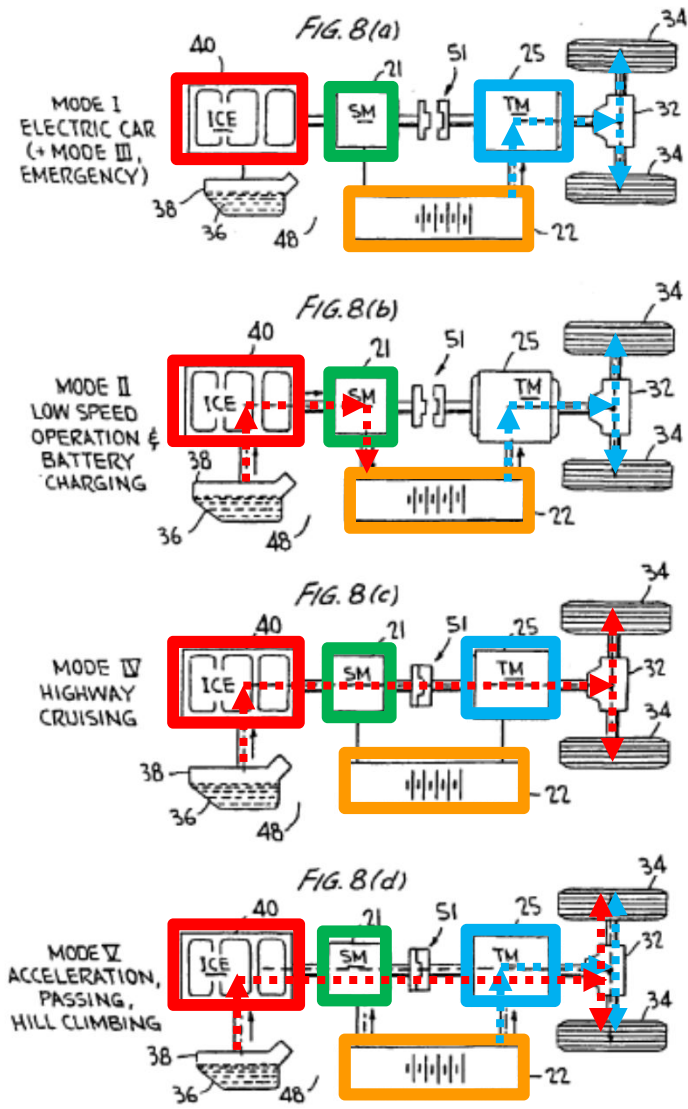 FIG. 8(a)
40
21
51
25
34
MODE I
ELECTRIC CAR
(+ MODE III,
EMERGENCY)
ICE
SM
TM
32
34
38
36
48
22
FIG. 8(b)
40
21
51
25
34
MODE II
LOW SPEED
OPERATION &
BATTERY
CHARGING
ICE
SM
TM
32
34
38
36
48
22
FIG. 8(c)
40
21
51
25
34
MODE IV
HIGHWAY
CRUISING
ICE
SM
TM
32
34
38
36
48
22
FIG. 8(d)
40
21
51
25
34
MODE V
ACCELERATION,
PASSING,
HILL CLIMBING
ICE
SM
TM
32
34
38
36
48
22